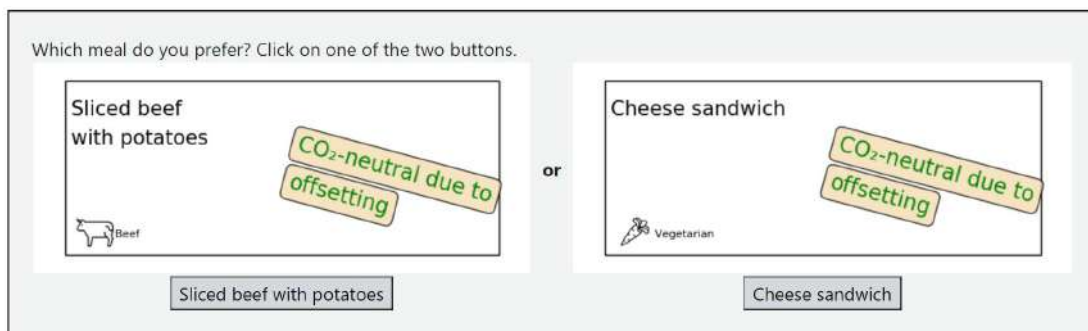 Which meal do you prefer? Click on one of the two buttons.
Sliced beef
with potatoes
CO₂-neutral due to
offsetting
Beef
or
Cheese sandwich
CO₂-neutral due to
offsetting
Vegetarian
Sliced beef with potatoes
Cheese sandwich